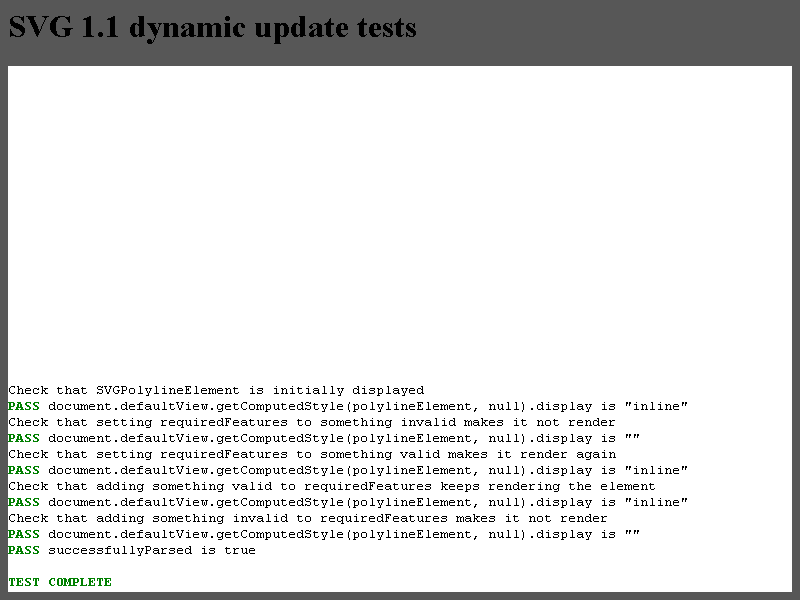 SVG 1.1 dynamic update tests
Check that SVGPolylineElement is initially displayed
PASS document.defaultView.getComputedStyle(polylineElement, null).display is "inline"
Check that setting requiredFeatures to something invalid makes it not render
PASS document.defaultView.getComputedStyle(polylineElement, null).display is ""
Check that setting requiredFeatures to something valid makes it render again
PASS document.defaultView.getComputedStyle(polylineElement, null).display is "inline"
Check that adding something valid to requiredFeatures keeps rendering the element
PASS document.defaultView.getComputedStyle(polylineElement, null).display is "inline"
Check that adding something invalid to requiredFeatures makes it not render
PASS document.defaultView.getComputedStyle(polylineElement, null).display is ""
PASS successfullyParsed is true
TEST COMPLETE